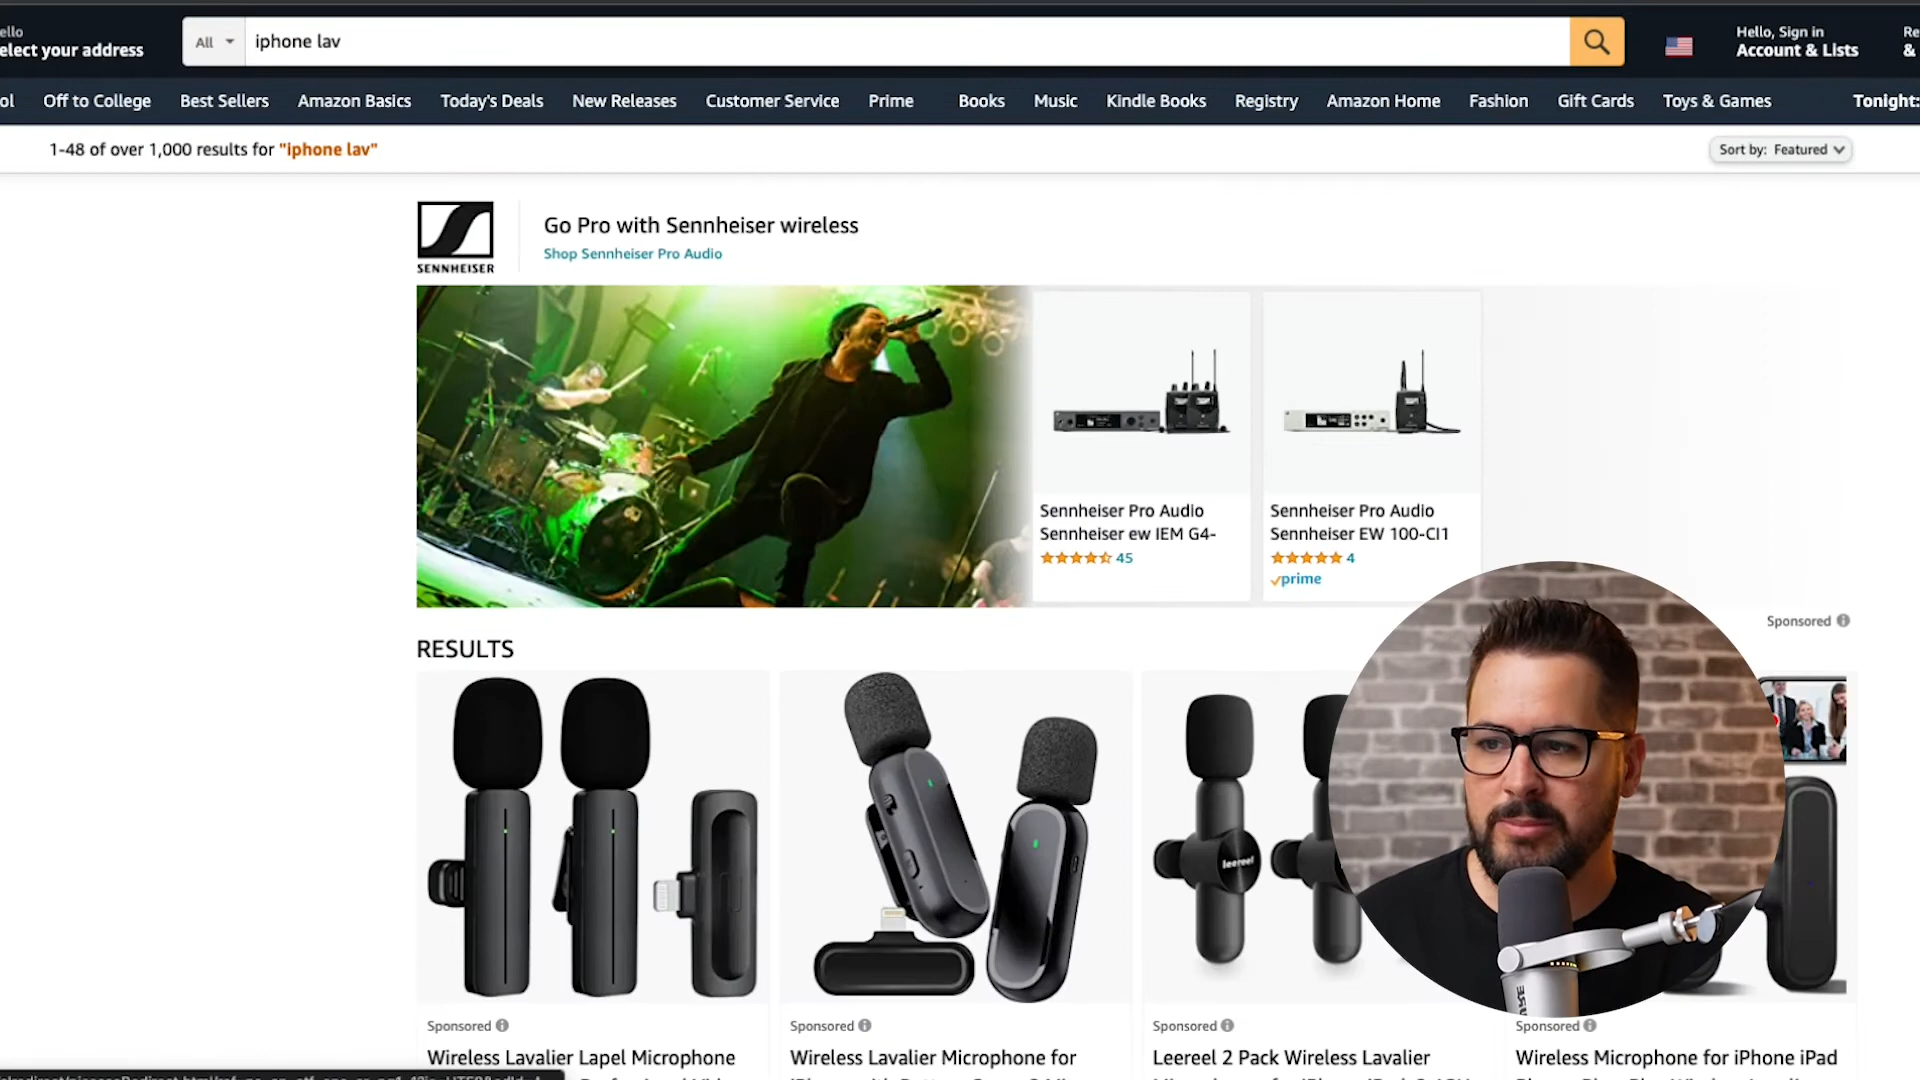 ello
elect your address
All
iphone lav
Hello, Sign in
Account & Lists
Re
&
ol
Off to College
Best Sellers
Amazon Basics
Today's Deals
New Releases
Customer Service
Prime
Books
Music
Kindle Books
Registry
Amazon Home
Fashion
Gift Cards
Toys & Games
Tonight:
1-48 of over 1,000 results for "iphone lav"
Sort by: Featured
SENNHEISER
Go Pro with Sennheiser wireless
Shop Sennheiser Pro Audio
Sennheiser Pro Audio
Sennheiser ew IEM G4-
45
Sennheiser Pro Audio
Sennheiser EW 100-CI1
4
prime
Sponsored
RESULTS
leereel
Sponsored
Wireless Lavalier Lapel Microphone
Sponsored
Wireless Lavalier Microphone for
Sponsored
Leereel 2 Pack Wireless Lavalier
Sponsored
Wireless Microphone for iPhone iPad